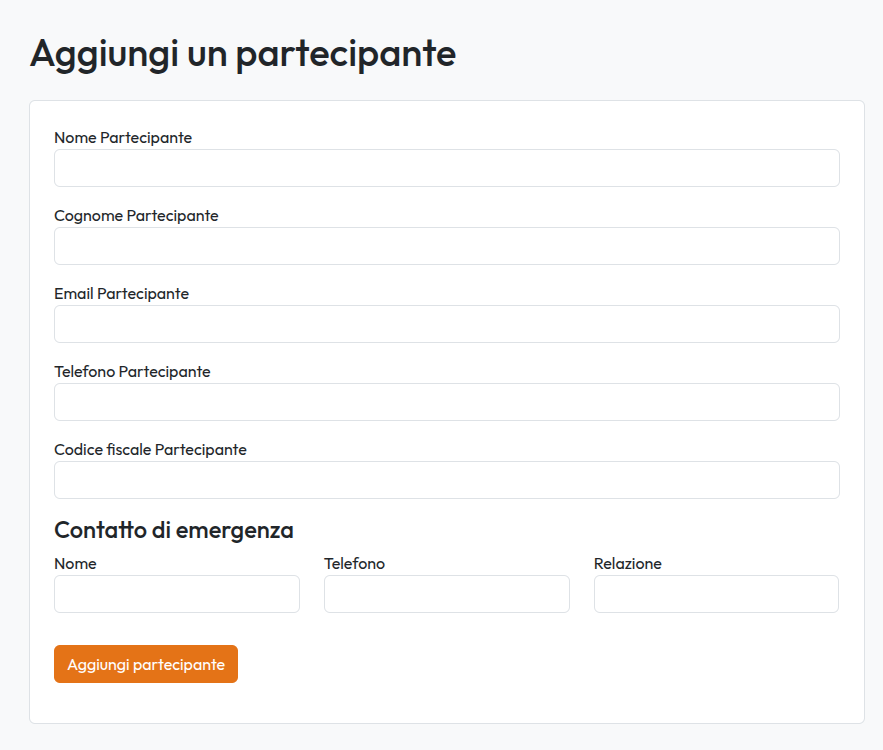 Aggiungi un partecipante
Nome Partecipante
Cognome Partecipante
Email Partecipante
Telefono Partecipante
Codice fiscale Partecipante
Contatto di emergenza
Nome Telefono Relazione
Aggiungi partecipante